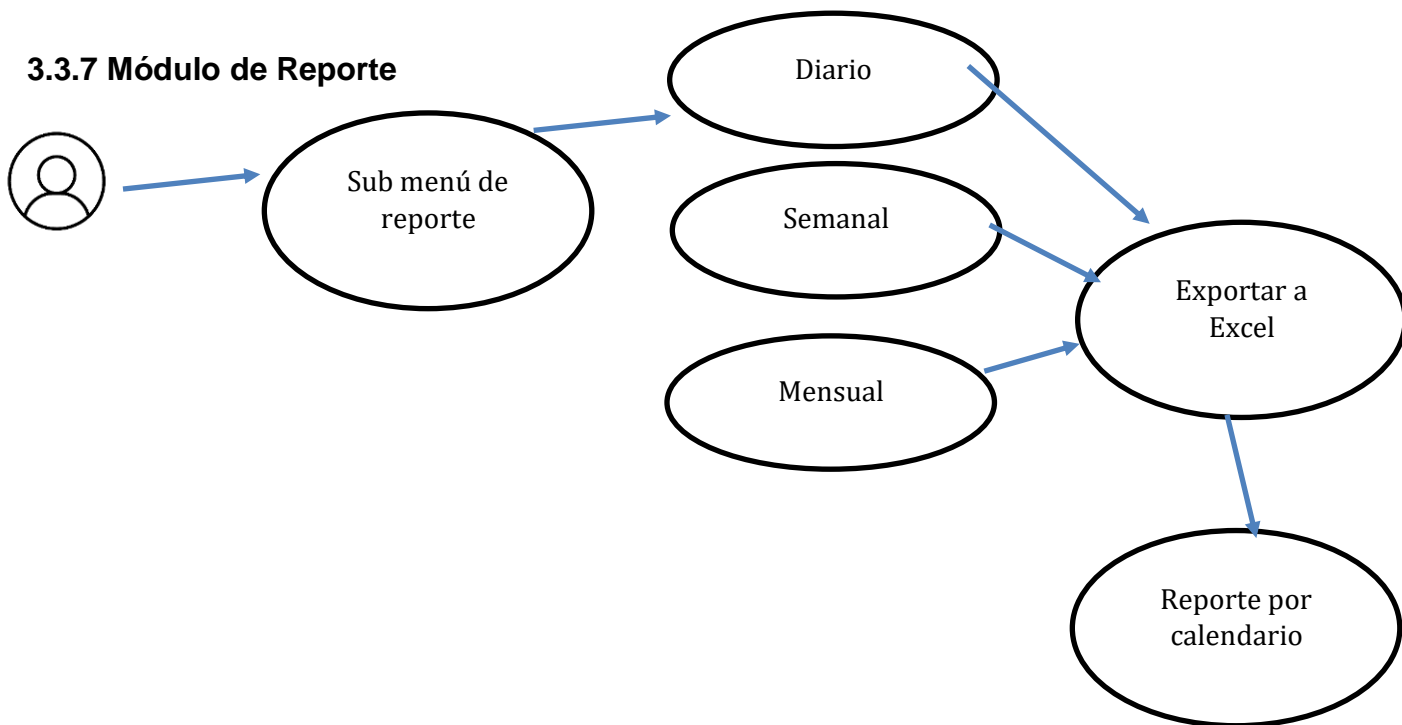 3.3.7 Módulo de Reporte
Diario
Sub menú de
reporte
Semanal
Mensual
Exportar a
Excel
Reporte por
calendario